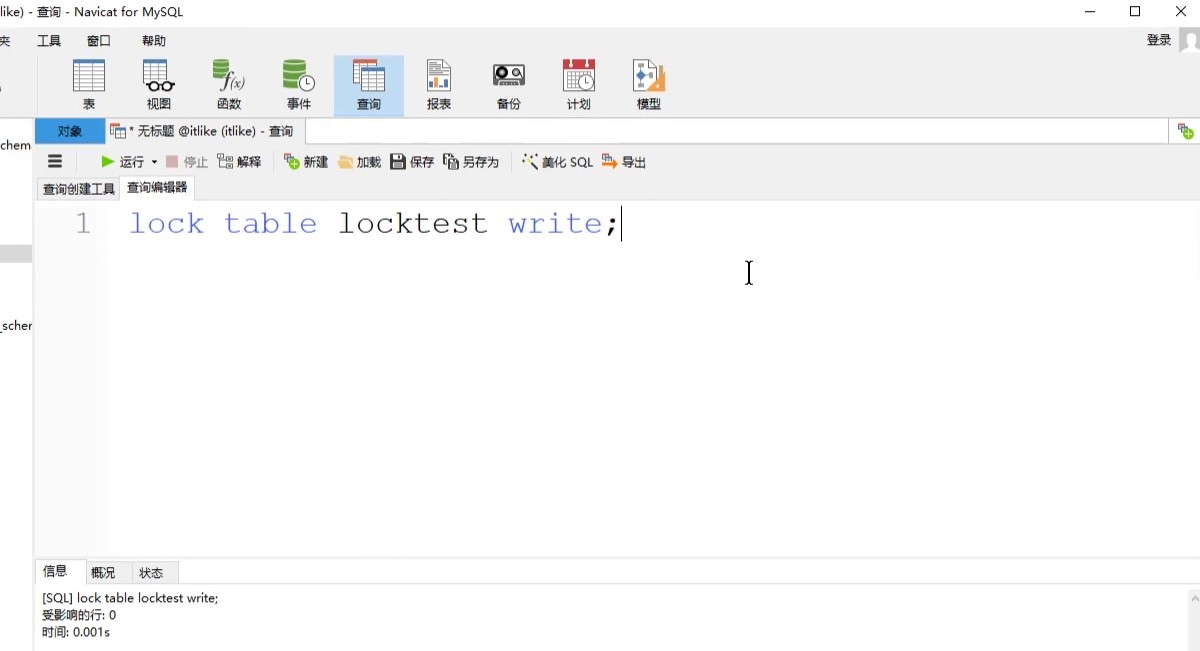 like) - 查询 - Navicat for MySQL
夹 工具 窗口 帮助 登录
表 视图 函数 事件 查询 报表 备份 计划 模型
对象 * 无标题 @itlike (itlike) - 查询
chem
运行 停止 解释 新建 加载 保存 另存为 美化 SQL 导出
查询创建工具 查询编辑器
1 lock table locktest write;
_scher
信息 概况 状态
[SQL] lock table locktest write;
受影响的行: 0
时间: 0.001s